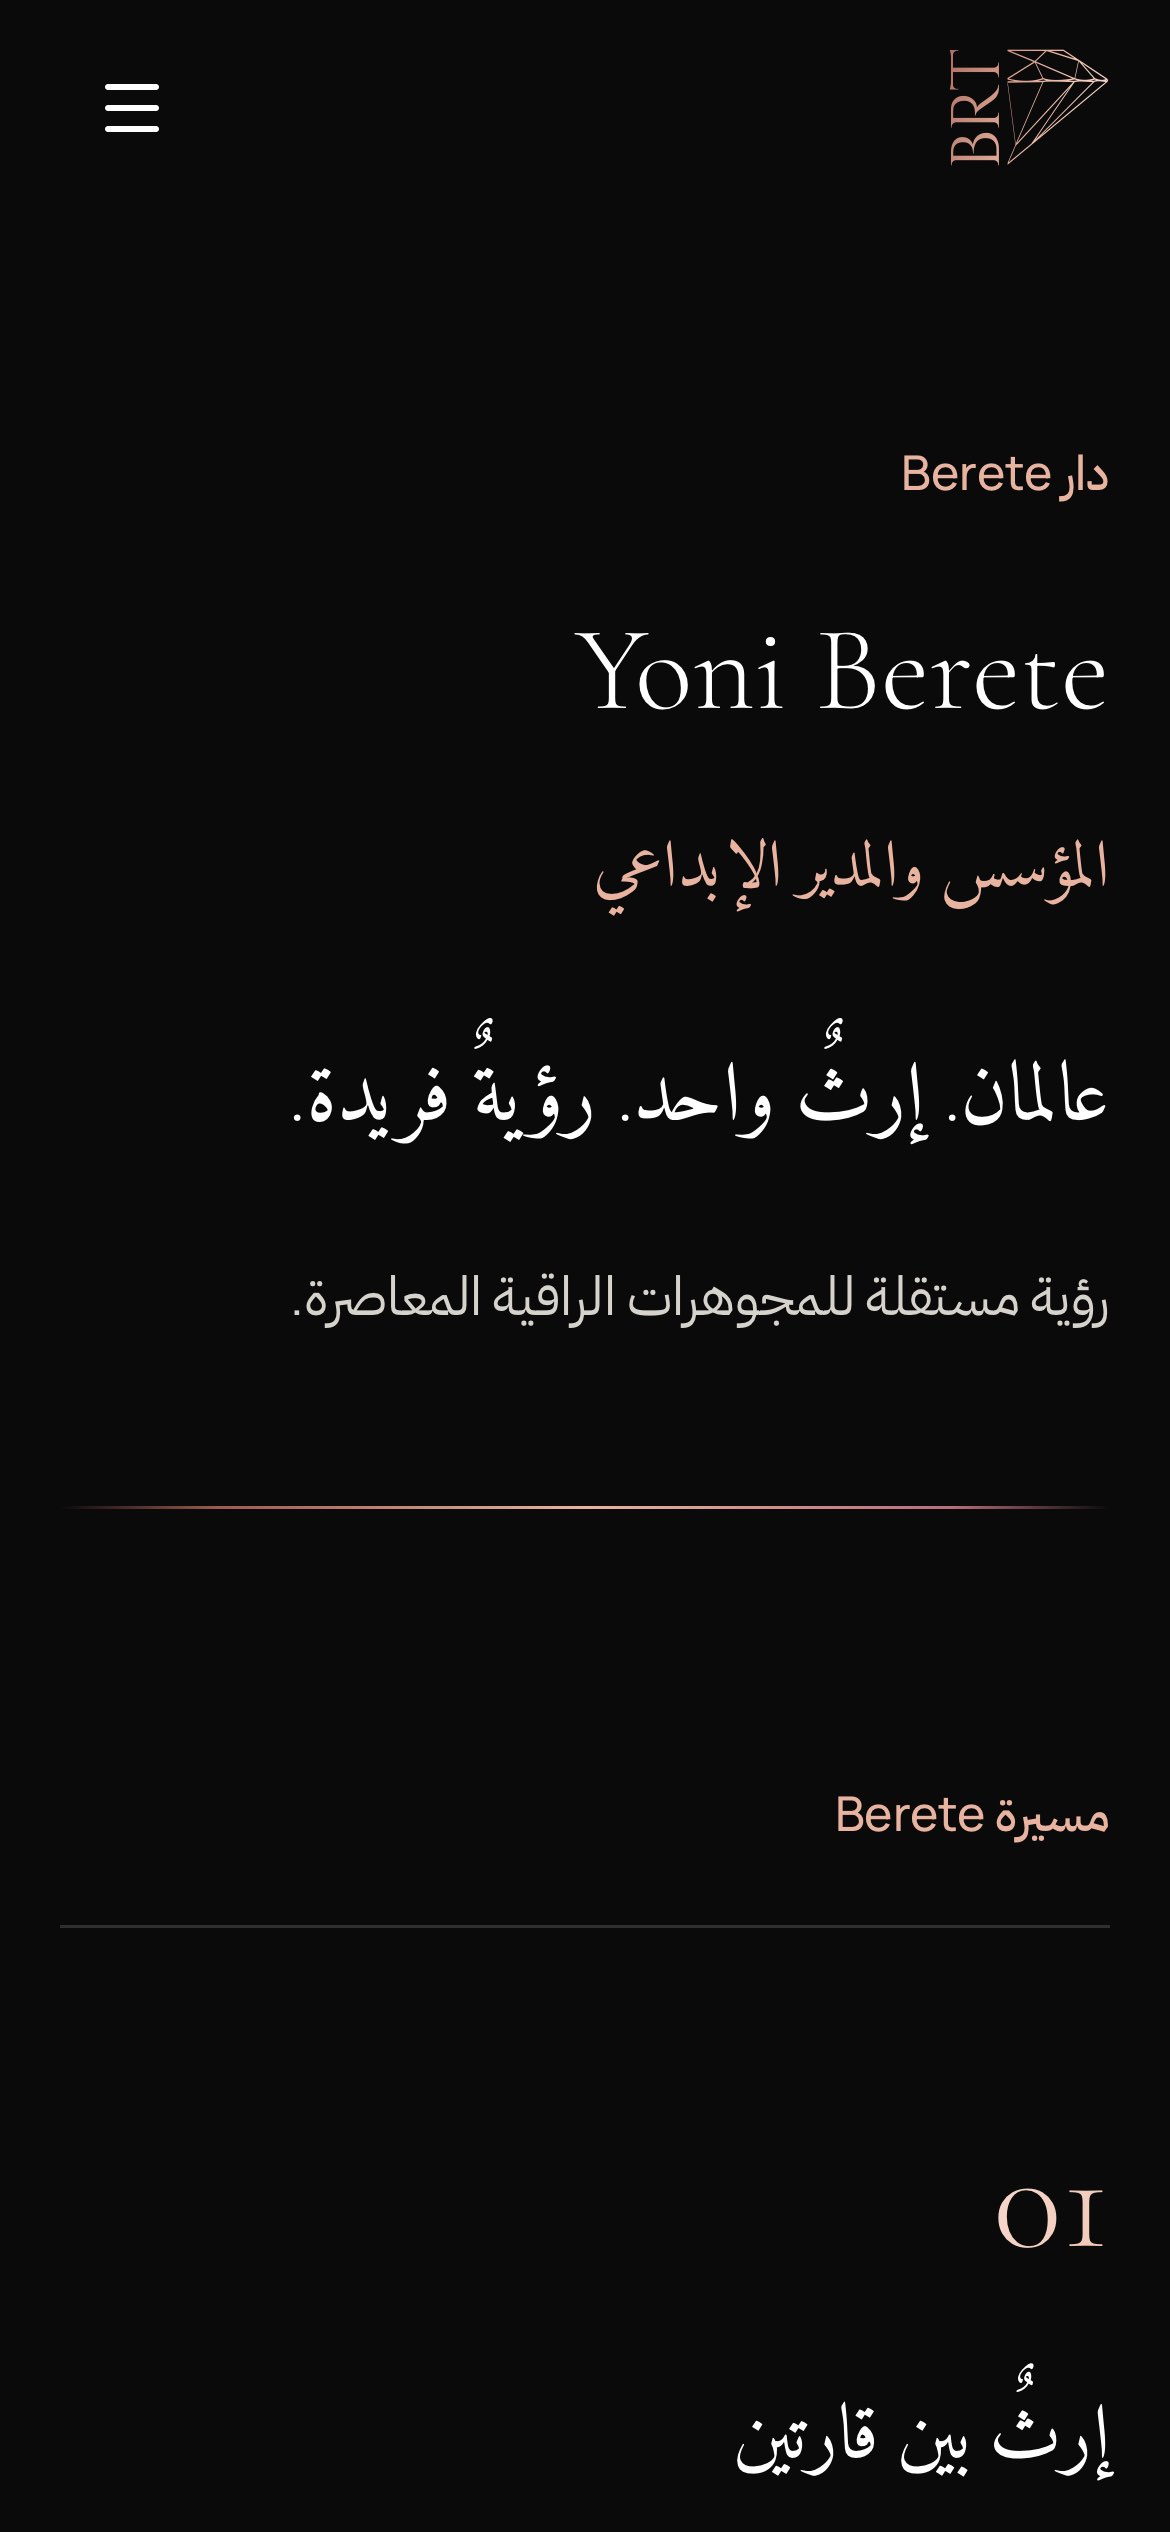 BRT
دار Berete
Yoni Berete
المؤسس والمدير الإبداعي
عالمان. إرثٌ واحد. رؤيةٌ فريدة.
رؤية مستقلة للمجوهرات الراقية المعاصرة.
مسيرة Berete
01
إرثٌ بين قارتين